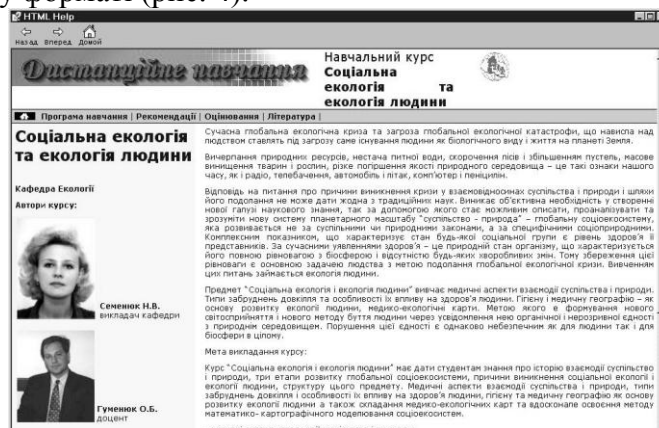 у форматі (рис. 4).
HTML Help
Назад Вперед Домой
Дистанційне навчання
Навчальний курс
Соціальна
екологія та
екологія людини
Програма навчання | Рекомендації | Оцінювання | Література |
Соціальна екологія
та екологія людини
Кафедра Екології
Автори курсу:
Семенюк Н.В.
викладач кафедри
Гуменюк О.Б.
доцент
Сучасна глобальна екологічна криза та загроза глобальної екологічної катастрофи, що нависла над
людством ставлять під загрозу саме існування людини як біологічного виду і життя на планеті Земля.
Вичерпання природних ресурсів, нестача питної води, скорочення лісів і збільшенням пустель, масове
винищення тварин і рослин, різке погіршення якості природного середовища – це такі ознаки нашого
часу, як і радіо, телебачення, автомобіль і літак, комп'ютер і пеніцилін.
Відповідь на питання про причини виникнення кризи у взаємовідносинах суспільства і природи і шляхи
його подолання не може дати жодна з традиційних наук. Виникає об'єктивна необхідність у створенні
нової галузі наукового знання, так за допомогою якого стає можливим описати, проаналізувати та
зрозуміти нову систему планетарного масштабу "суспільство - природа" – глобальну соціоекосистему,
яка розвивається не за суспільними чи природними законами, а за специфічними соціоприродними.
Комплексним показником, що характеризує стан будь-якої соціальної групи є рівень здоров'я її
представників. За сучасними уявленнями здоров'я – це природній стан організму, що характеризується
його повною рівновагою з біосферою і відсутністю будь-яких хворобливих змін. Тому збереження цієї
рівноваги є основною задачею людства з метою подолання глобальної екологічної кризи. Вивченням
цих питань займається екологія людини.
Предмет "Соціальна екологія і екологія людини" вивчає медичні аспекти взаємодії суспільства і природи.
Типи забруднень довкілля та особливості їх впливу на здоров'я людини. Гігієну і медичну географію – як
основу розвитку екології людини, медико-екологічні карти. Метою якого є формування нового
світосприйняття і нового методу буття людини через усвідомлення нею органічної і нерозривної єдності
з природнім середовищем. Порушення цієї єдності є однаково небезпечним як для людини так і для
біосфери в цілому.
Мета викладання курсу:
Курс "Соціальна екологія і екологія людини" має дати студентам знання про історію взаємодії суспільство
і природи, три етапи розвитку глобальної соціоекосистеми, причини виникнення соціальної екології і
екології людини, структуру цього предмету. Медичні аспекти взаємодії суспільства і природи, типи
забруднень довкілля і особливості їх впливу на здоров'я людини, гігієну та медичну географію як основу
розвитку екології людини а також складання медико-екологічних карт та вдосконале освоєння методу
математико- картографічного моделювання соціоекосистем.